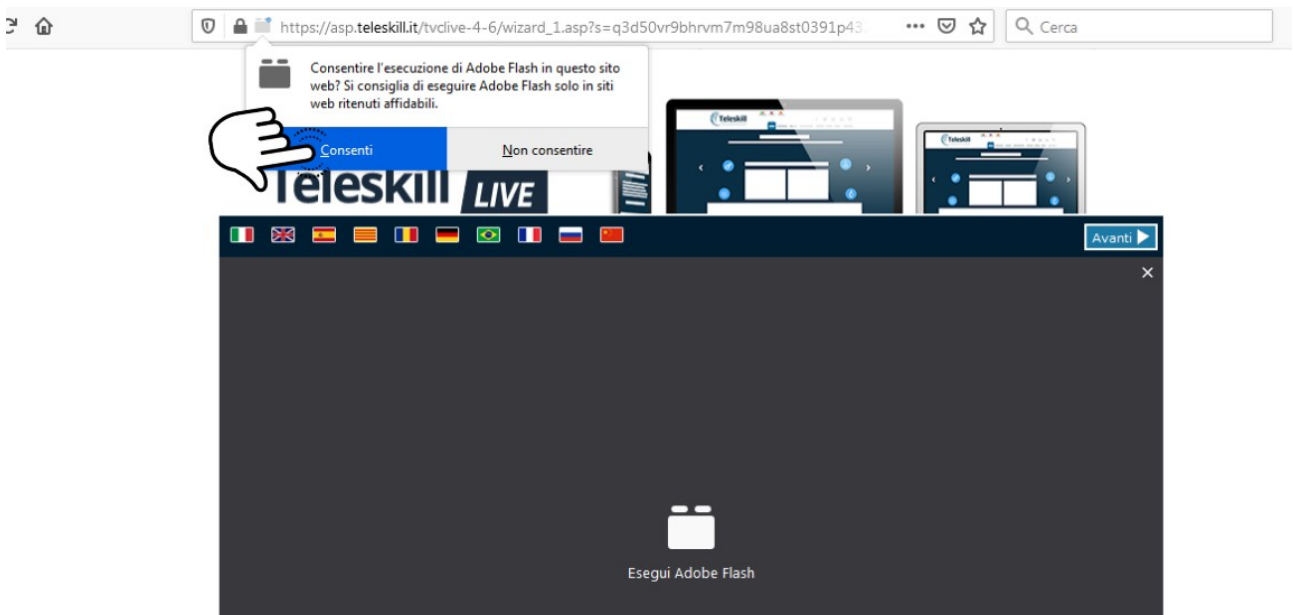 https://asp.teleskill.it/tvclive-4-6/wizard_1.asp?s=q3d50vr9bhrvm7m98ua8st0391p43
Cerca
Consentire l'esecuzione di Adobe Flash in questo sito
web? Si consiglia di eseguire Adobe Flash solo in siti
web ritenuti affidabili.
Consenti
Non consentire
Teleskill LIVE
Teleskill
Teleskill
Avanti
Esegui Adobe Flash